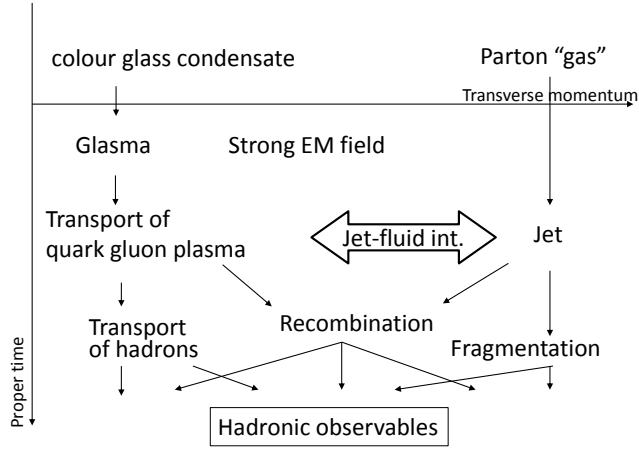 colour glass condensate
Parton “gas”
Transverse momentum
Glasma
Strong EM field
Transport of
quark gluon plasma
Jet-fluid int.
Jet
Transport
of hadrons
Recombination
Fragmentation
Proper time
Hadronic observables